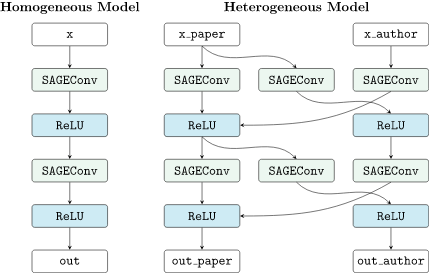 Homogeneous Model Heterogeneous Model
x x_paper x_author
SAGEConv SAGEConv SAGEConv SAGEConv
ReLU ReLU ReLU
SAGEConv SAGEConv SAGEConv SAGEConv
ReLU ReLU ReLU
out out_paper out_author